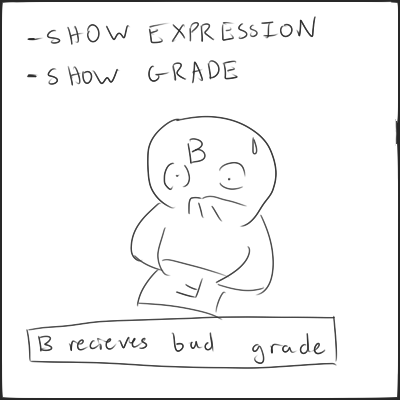 -SHOW EXPRESSION
-SHOW GRADE
B
F
B recieves bad grade